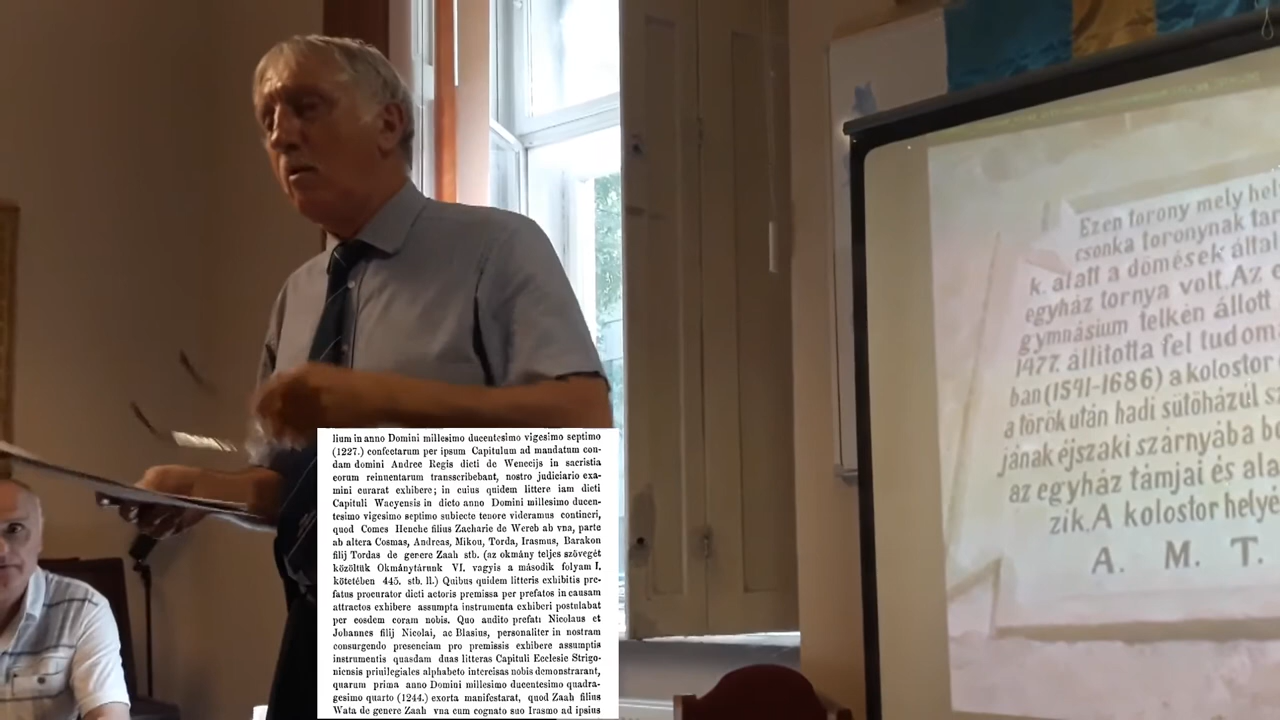 lium in anno Domini millesimo ducentesimo vigesimo septimo
(1227.) confectarum per ipsum Capitulum ad mandatum con-
dam domini Andree Regis dicti de Wenecijs in sacristia
eorum reinuentarum transscribebant, nostro judiciario exa-
mini curarat exhibere; in cuius quidem littere iam dicti
Capituli Wacyensis in dicto anno Domini millesimo ducen-
tesimo vigesimo septimo subiecte tenore videramus contineri,
quod Comes Henche filius Zacharie de Wereb ab vna, parte
ab altera Cosmas, Andreas, Mikou, Torda, Irasmus, Barakon
filij Tordas de genere Zaah stb. (az okmány teljes szövegét
közöltük Okmánytárunk VI. vagyis a második folyam I.
kötetében 445. stb. ll.) Quibus quidem litteris exhibitis pre-
fatus procurator dicti actoris premissa per prefatos in causam
attractos exhibere assumpta instrumenta exhiberi postulabat
per eosdem coram nobis. Quo audito prefati Nicolaus et
Johannes filij Nicolai, ac Blasius, personaliter in nostram
consurgendo presenciam pro premissis exhibere assumptis
instrumentis quasdam duas litteras Capituli Ecclesie Strigo-
niensis priuilegiales alphabeto intercisas nobis demonstrarant,
quarum prima anno Domini millesimo ducentesimo quadra-
gesimo quarto (1244.) exorta manifestarat, quod Zaah filius
Wata de genere Zaah vna cum cognato suo Irasmo ad ipsius
Ezen torony mely hel
csonka toronynak tar
k. alatt a dömések által
egyház tornya volt. Az
gymnásium telkén állott
1477. állitotta fel tudom
ban (1541-1686) a kolostor
a török után hadi sütőházúl sz
jának éjszaki szárnyába bo
az egyház támjai és ala
zik. A kolostor helyé
A. M. T.